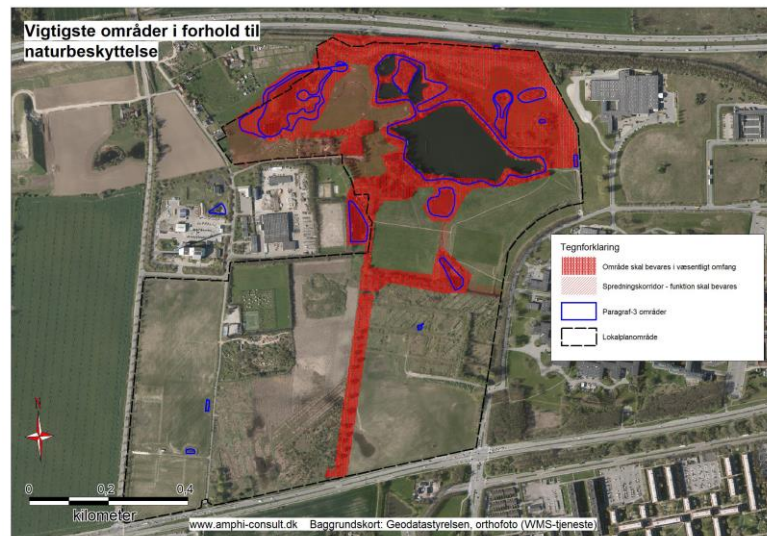 Vigtigste områder i forhold til
naturbeskyttelse
Tegnforklaring
Område skal bevares i væsentligt omfang
Spredningskorridor - funktion skal bevares
Paragraf-3 områder
Lokalplanområde
N
0 0,2 0,4
kilometer
www.amphi-consult.dk Baggrundskort: Geodatastyrelsen, orthofoto (WMS-tjeneste)